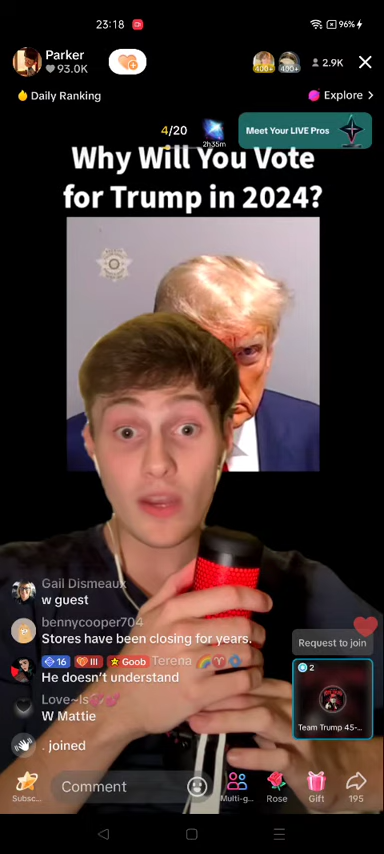 23:18
96%
Parker
93.0K
400+
400+
2.9K
Daily Ranking
Explore
4/20
2h35m
Meet Your LIVE Pros
Why Will You Vote
for Trump in 2024?
Gail Dismeaux
w guest
bennycooper704
Stores have been closing for years.
16 III Goob Terena
He doesn't understand
Love~Is
W Mattie
. joined
Request to join
2
Team Trump 45-...
Comment
Subsc...
Multi-g...
Rose
Gift
195